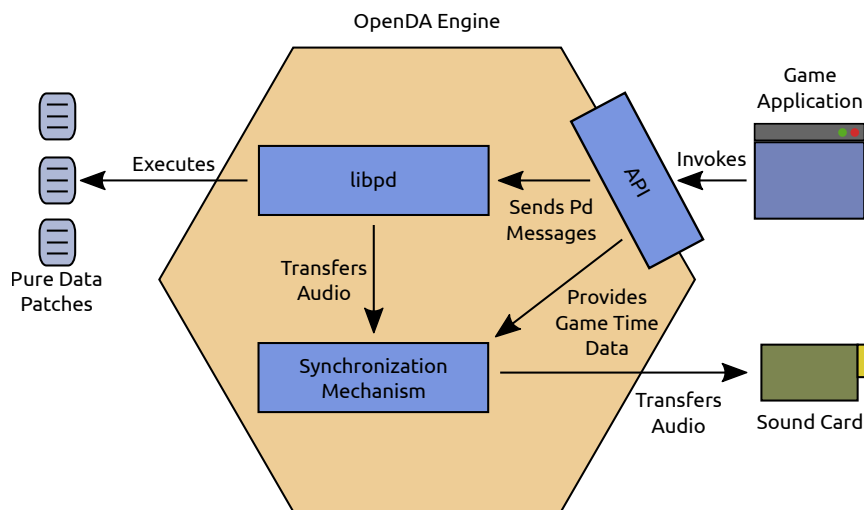 OpenDA Engine
Game
Application
Executes
libpd
Invokes
API
Sends Pd
Messages
Pure Data
Patches
Transfers
Audio
Provides
Game Time
Data
Synchronization
Mechanism
Transfers
Audio
Sound Card